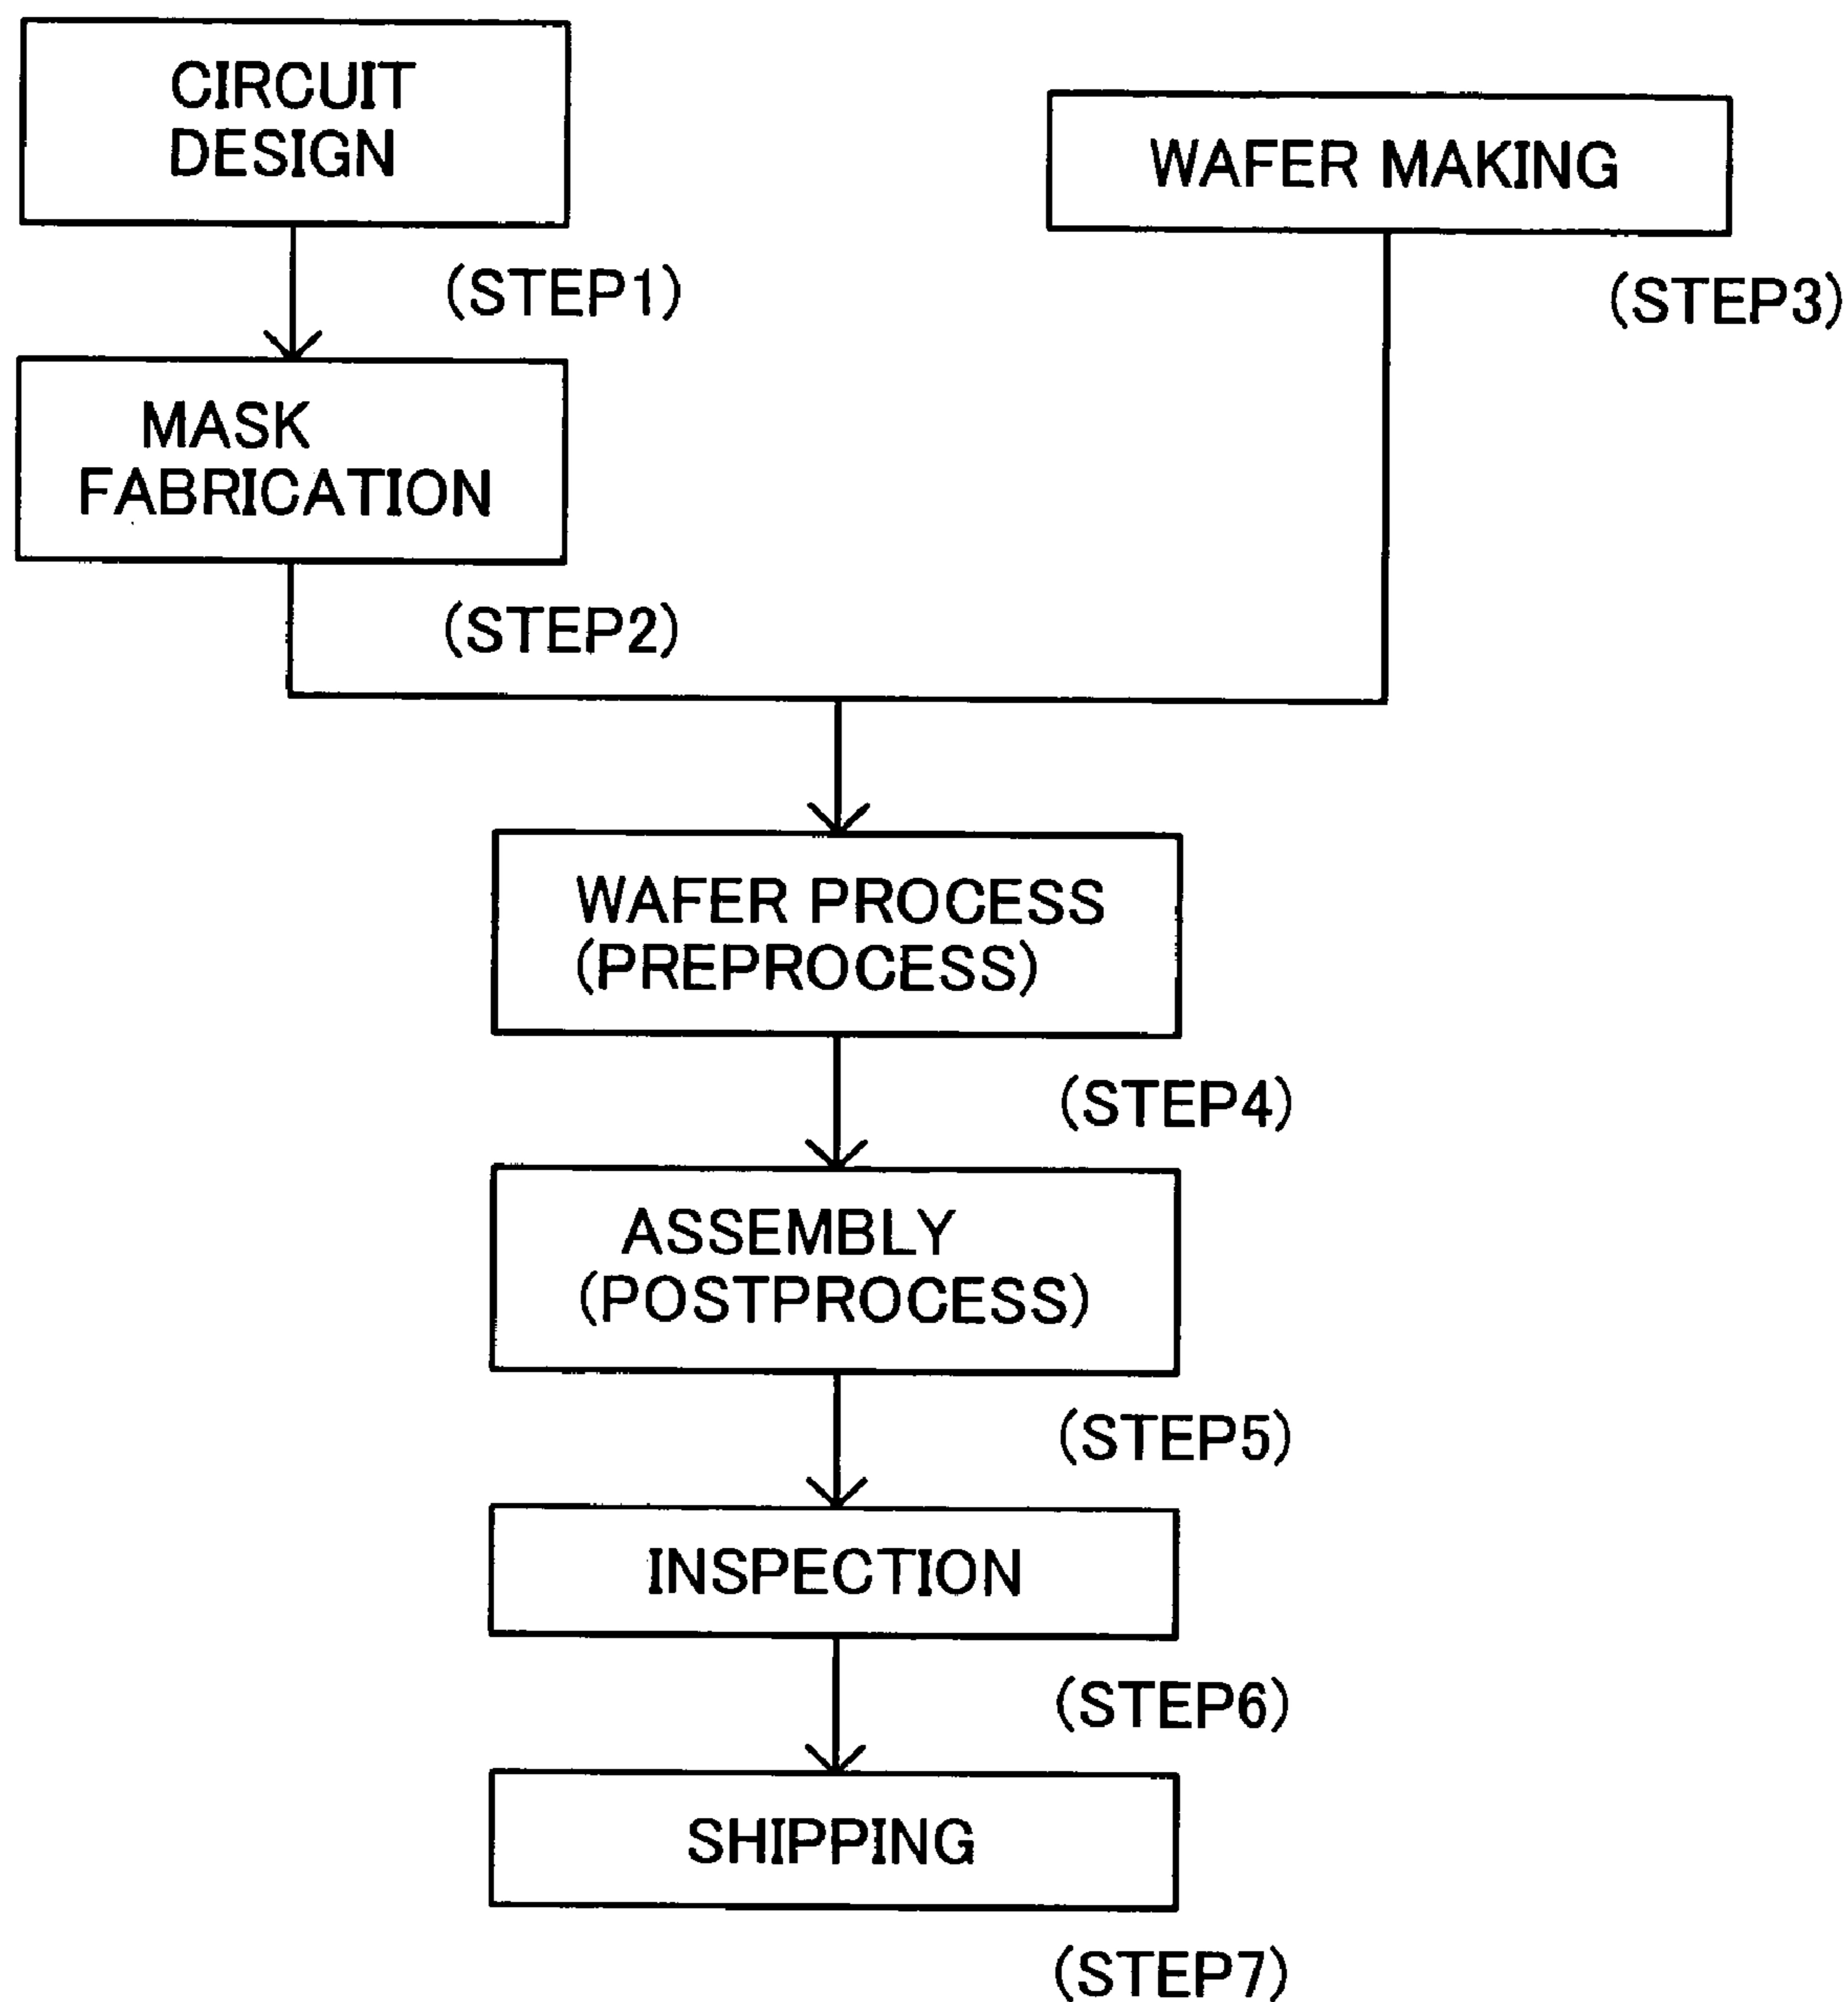 CIRCUIT
DESIGN
(STEP1)
MASK
FABRICATION
(STEP2)
WAFER MAKING
(STEP3)
WAFER PROCESS
(PREPROCESS)
(STEP4)
ASSEMBLY
(POSTPROCESS)
(STEP5)
INSPECTION
(STEP6)
SHIPPING
(STEP7)